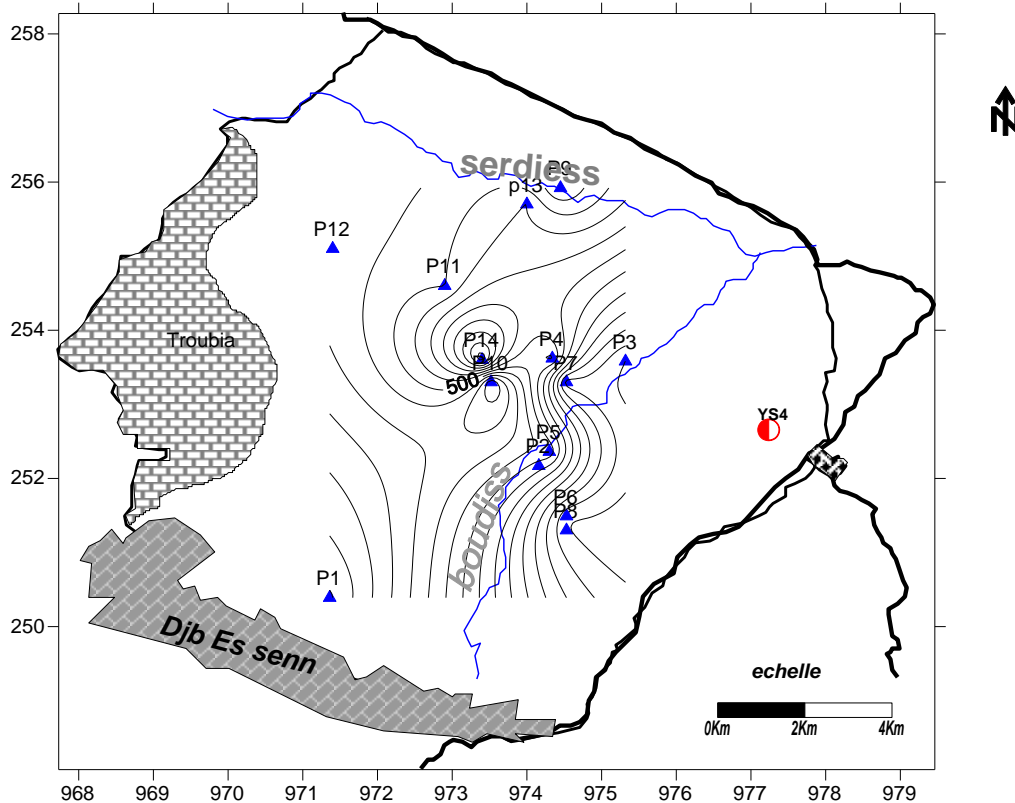 258
256
254
252
250
N
serdiess
P9
p13
P12
P11
P14
P10
P4
P7
P3
500
Troubia
P5
P2
YS4
P6
P8
boudiss
P1
Djb Es senn
echelle
0Km 2Km 4Km
968 969 970 971 972 973 974 975 976 977 978 979